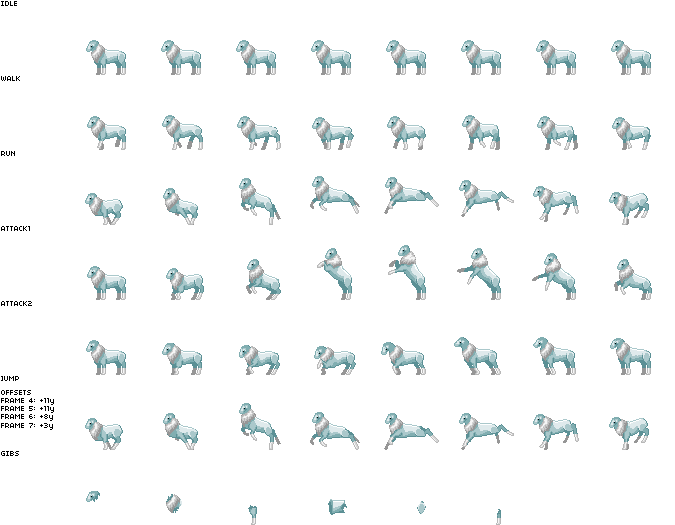 IDLE
WALK
RUN
ATTACK1
ATTACK2
JUMP
OFFSETS
FRAME 4: +11y
FRAME 5: +11y
FRAME 6: +8y
FRAME 7: +3y
GIBS